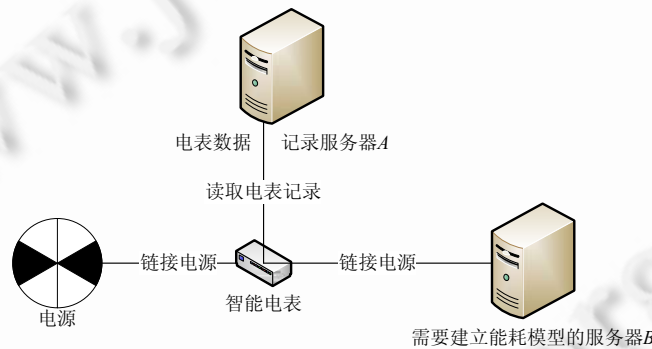 电表数据 记录服务器A
读取电表记录
链接电源 链接电源
智能电表
电源
需要建立能耗模型的服务器B